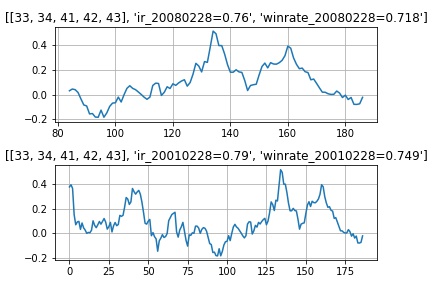 [[33, 34, 41, 42, 43], 'ir_20080228=0.76', 'winrate_20080228=0.718']
0.4
0.2
0.0
−0.2
80 100 120 140 160 180
[[33, 34, 41, 42, 43], 'ir_20010228=0.79', 'winrate_20010228=0.749']
0.4
0.2
0.0
−0.2
0 25 50 75 100 125 150 175